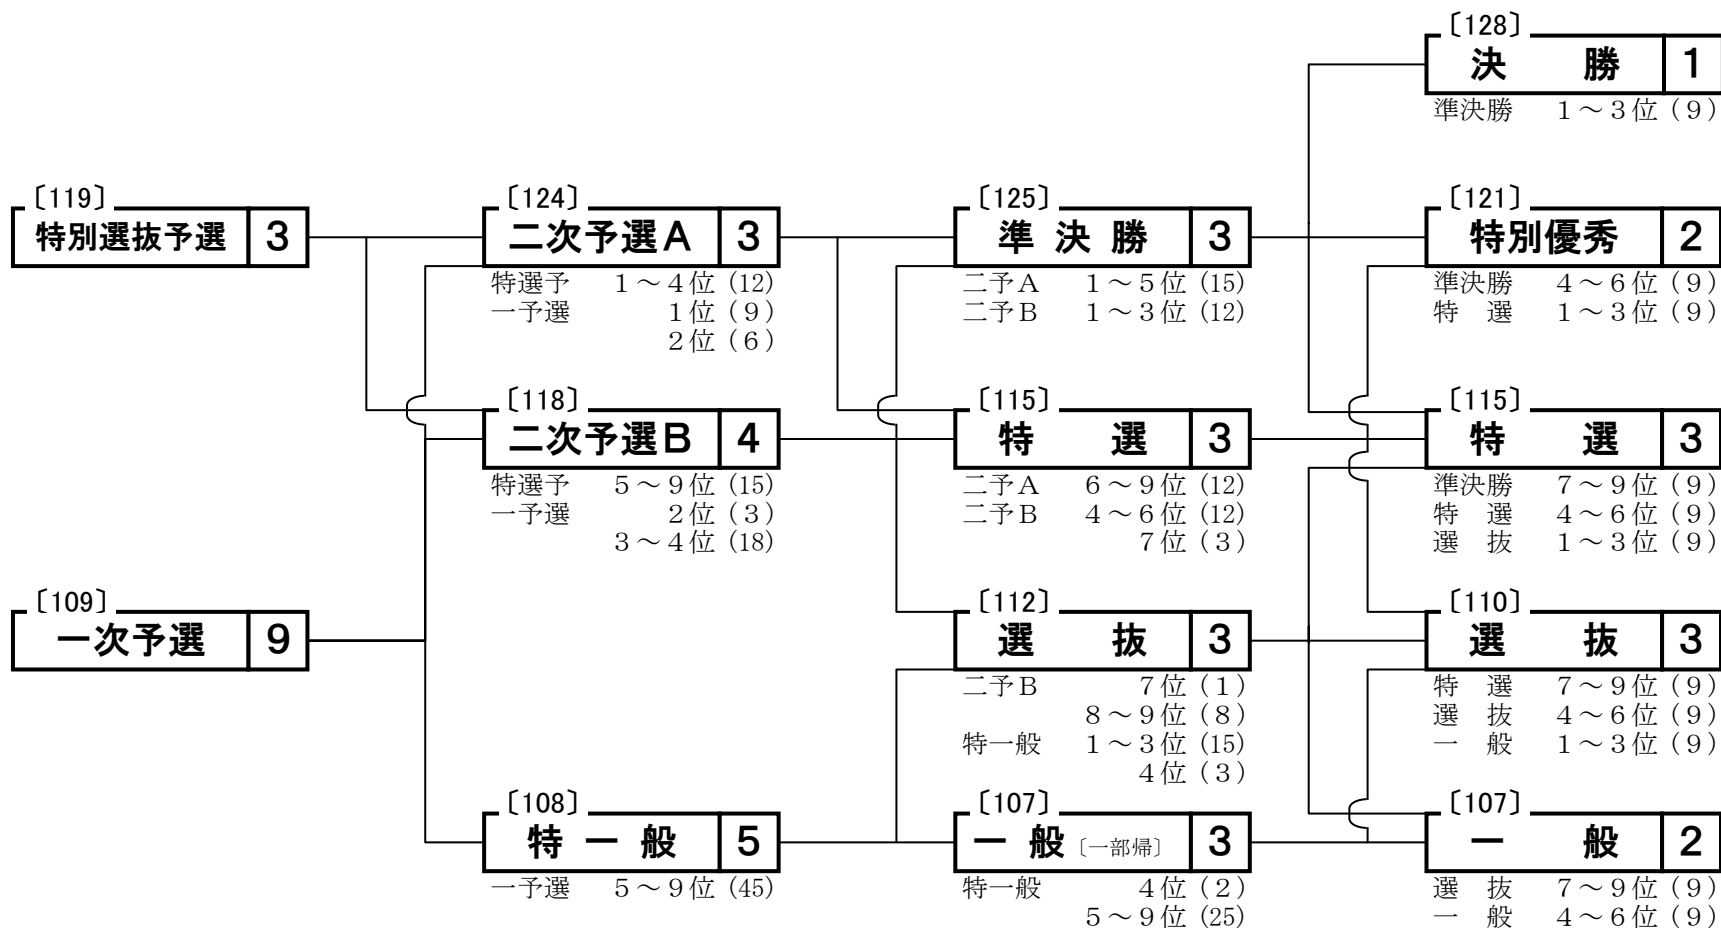 〔119〕
特別選抜予選 3
〔109〕
一次予選 9
〔124〕
二次予選A 3
特選予 1～4位 (12)
一予選 1位 (9)
2位 (6)
〔118〕
二次予選B 4
特選予 5～9位 (15)
一予選 2位 (3)
3～4位 (18)
〔108〕
特一般 5
一予選 5～9位 (45)
〔125〕
準決勝 3
二予A 1～5位 (15)
二予B 1～3位 (12)
〔115〕
特選 3
二予A 6～9位 (12)
二予B 4～6位 (12)
7位 (3)
〔112〕
選抜 3
二予B 7位 (1)
8～9位 (8)
特一般 1～3位 (15)
4位 (3)
〔107〕
一般〔一部帰〕 3
特一般 4位 (2)
5～9位 (25)
〔128〕
決勝 1
準決勝 1～3位 (9)
〔121〕
特別優秀 2
準決勝 4～6位 (9)
特選 1～3位 (9)
〔115〕
特選 3
準決勝 7～9位 (9)
特選 4～6位 (9)
選抜 1～3位 (9)
〔110〕
選抜 3
特選 7～9位 (9)
選抜 4～6位 (9)
一般 1～3位 (9)
〔107〕
一般 2
選抜 7～9位 (9)
一般 4～6位 (9)